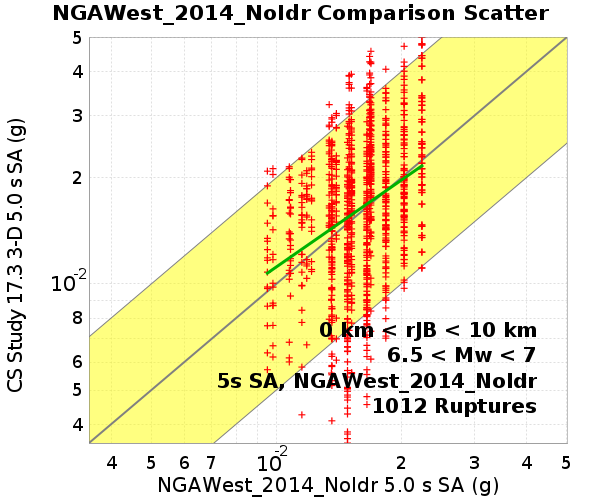 NGAWest_2014_NoIdr Comparison Scatter
CS Study 17.3 3-D 5.0 s SA (g)
5
4
3
2
10-2
8
6
5
4
0 km < rJB < 10 km
6.5 < Mw < 7
5s SA, NGAWest_2014_NoIdr
1012 Ruptures
4 5 6 7 10-2 2 3 4 5
NGAWest_2014_NoIdr 5.0 s SA (g)